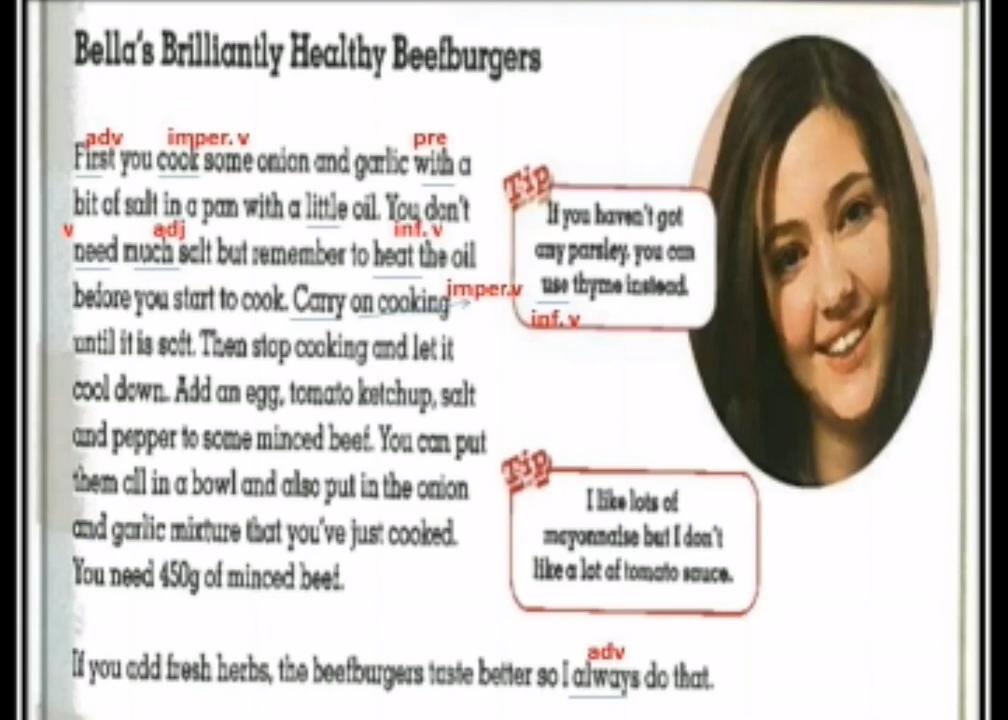 Bella's Brilliantly Healthy Beefburgers
adv imper. v pre
First you cook some onion and garlic with a
bit of salt in a pan with a little oil. You don't
v adj inf. v
need much salt but remember to heat the oil
before you start to cook. Carry on cooking
imper.v
until it is soft. Then stop cooking and let it
cool down. Add an egg, tomato ketchup, salt
and pepper to some minced beef. You can put
them all in a bowl and also put in the onion
and garlic mixture that you've just cooked.
You need 450g of minced beef.
Tip
If you haven't got
any parsley, you can
use thyme instead.
inf. v
Tip
I like lots of
mayonnaise but I don't
like a lot of tomato sauce.
adv
If you add fresh herbs, the beefburgers taste better so I always do that.